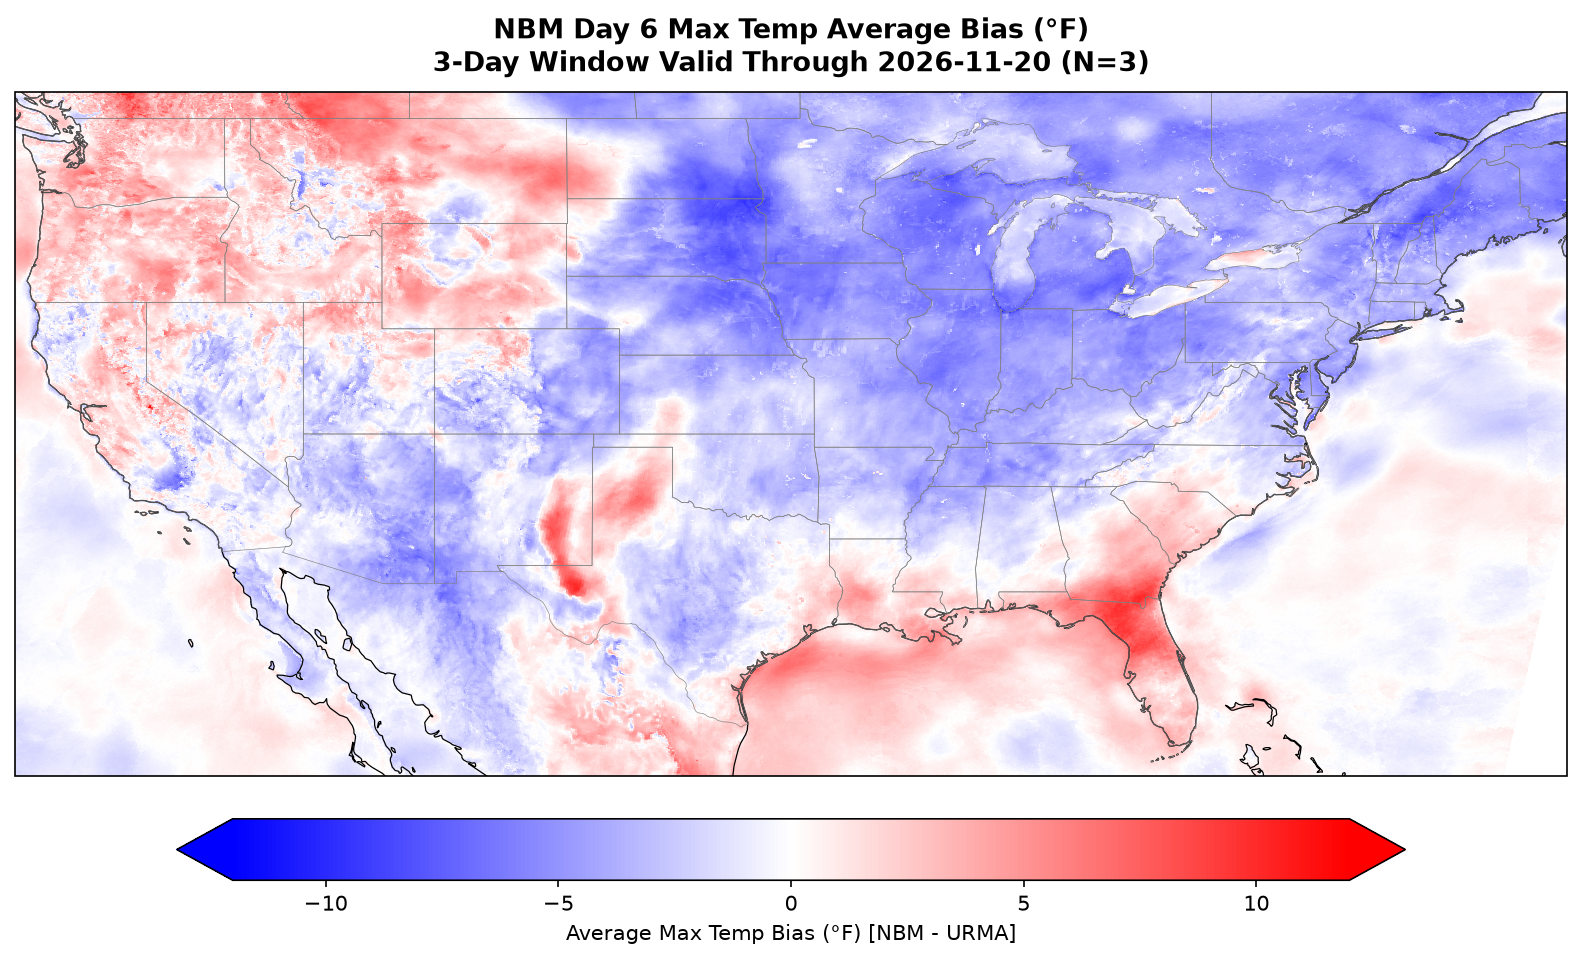 NBM Day 6 Max Temp Average Bias (°F)
3-Day Window Valid Through 2026-11-20 (N=3)
−10 −5 0 5 10
Average Max Temp Bias (°F) [NBM - URMA]